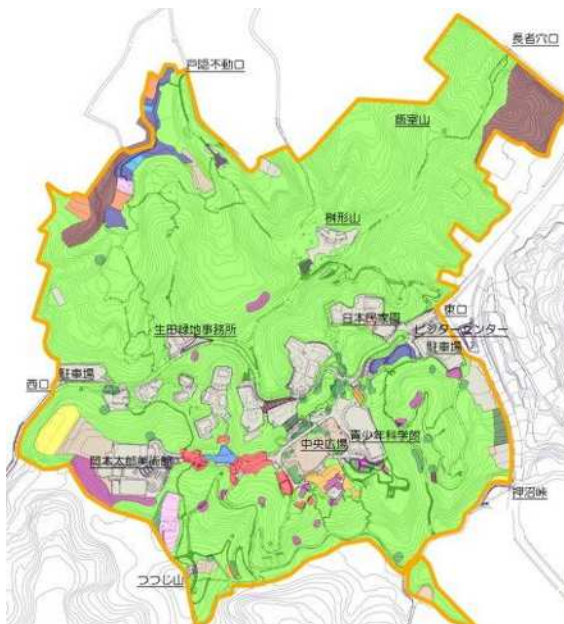 長者穴口
戸隠不動口
飯室山
桝形山
日本民家園
東口
生田緑地事務所
ビジターセンター
駐車場
駐車場
西口
中央広場
青少年科学館
岡本太郎美術館
押沼峠
つつじ山